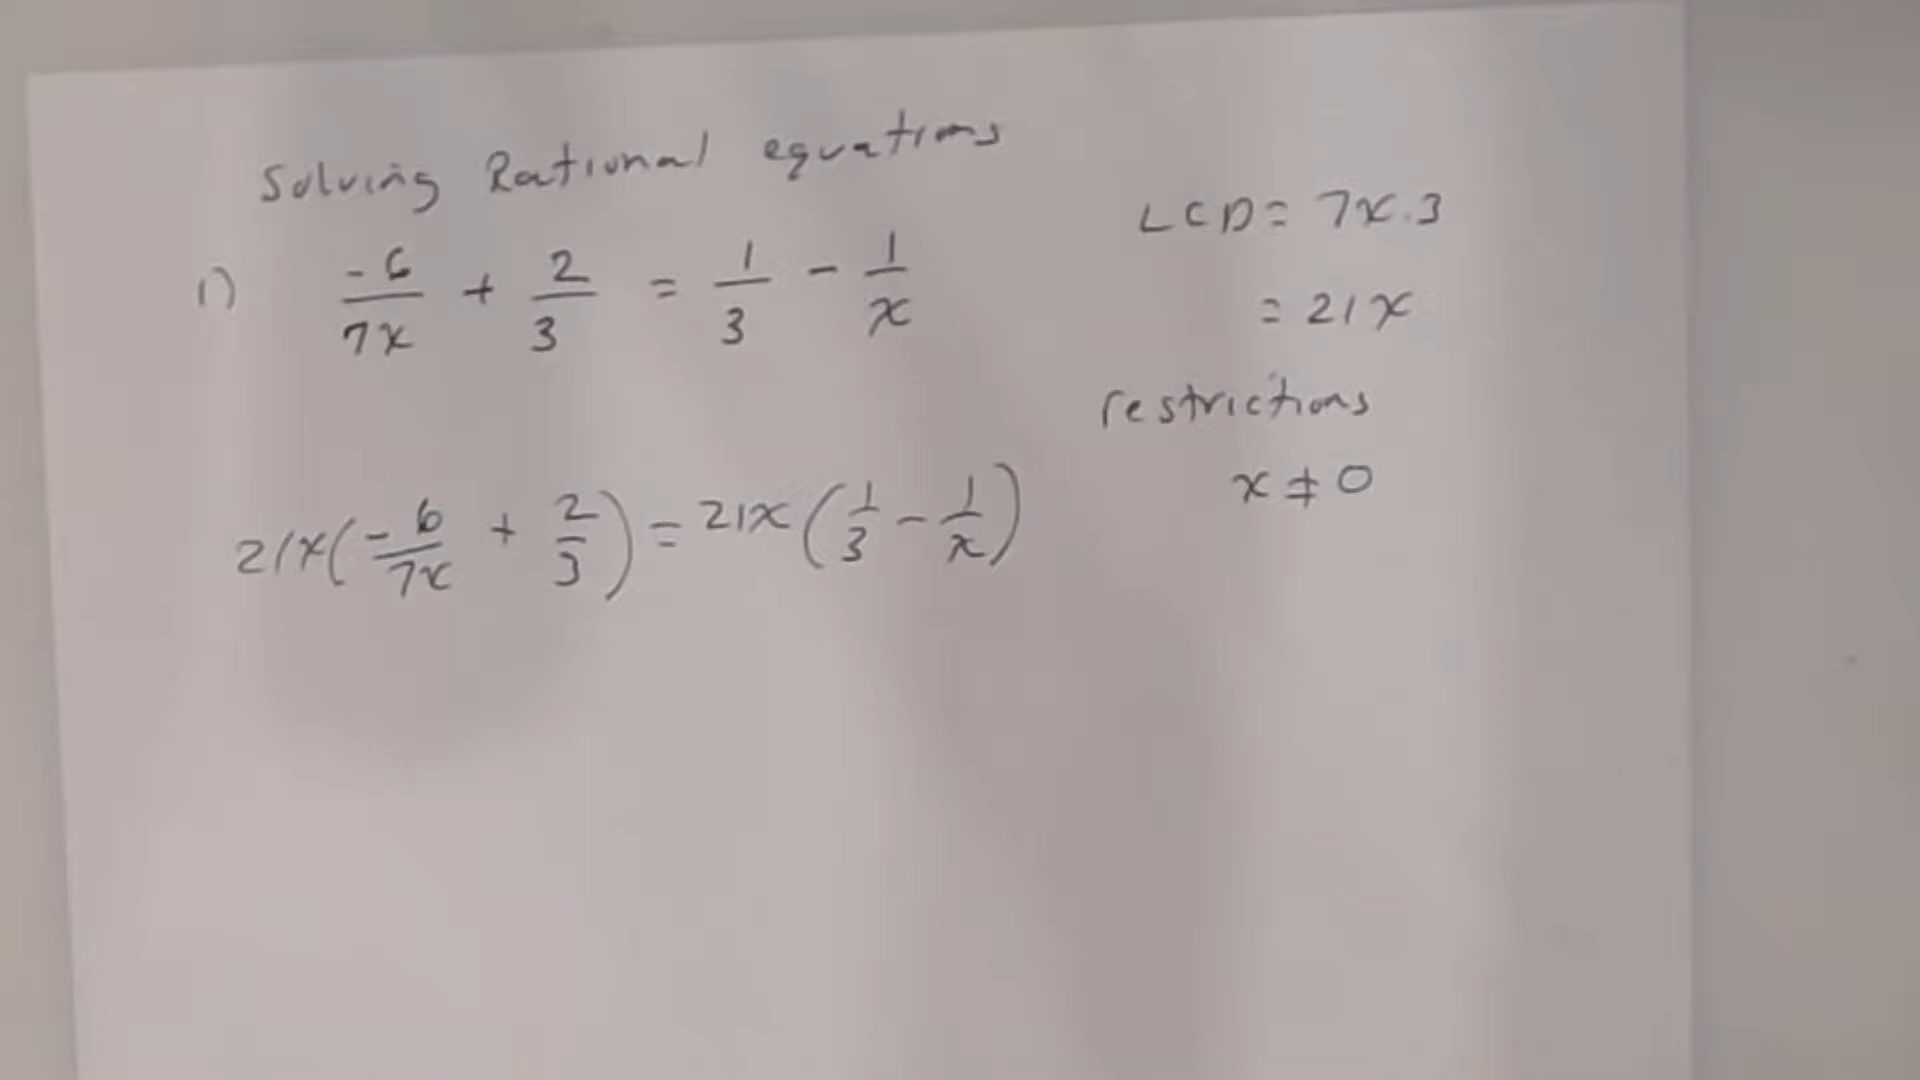 Solving Rational equations
LCD = 7x.3
1) -6/7x + 2/3 = 1/3 - 1/x
= 21x
restrictions
x ≠ 0
21x(-6/7x + 2/3) = 21x(1/3 - 1/x)